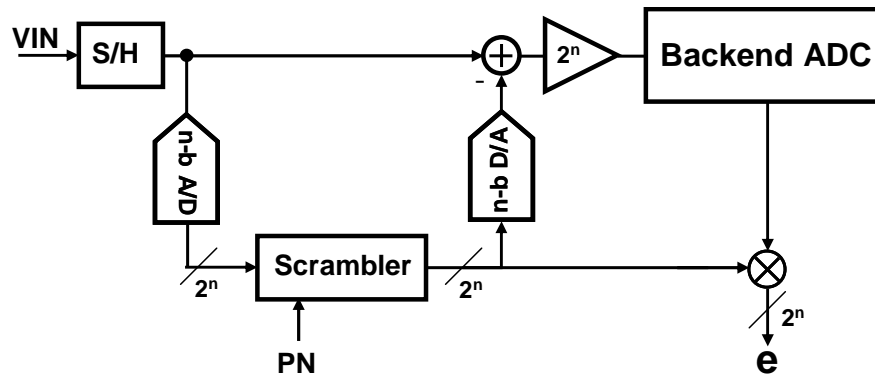 VIN
S/H
2ⁿ
Backend ADC
-
n-b A/D
n-b D/A
Scrambler
2ⁿ
2ⁿ
2ⁿ
PN
e